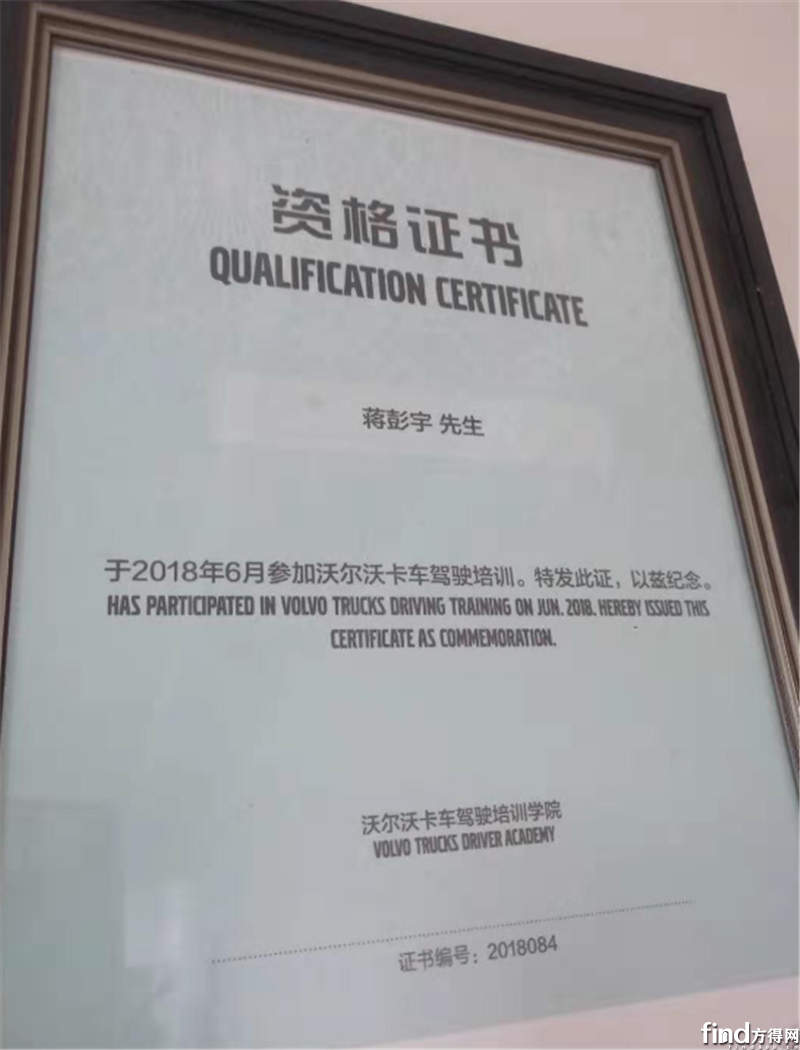 资格证书
QUALIFICATION CERTIFICATE
蒋彭宇 先生
于2018年6月参加沃尔沃卡车驾驶培训。特发此证，以兹纪念。
HAS PARTICIPATED IN VOLVO TRUCKS DRIVING TRAINING ON JUN. 2018. HEREBY ISSUED THIS
CERTIFICATE AS COMMEMORATION.
沃尔沃卡车驾驶培训学院
VOLVO TRUCKS DRIVER ACADEMY
证书编号：2018084
find方得网